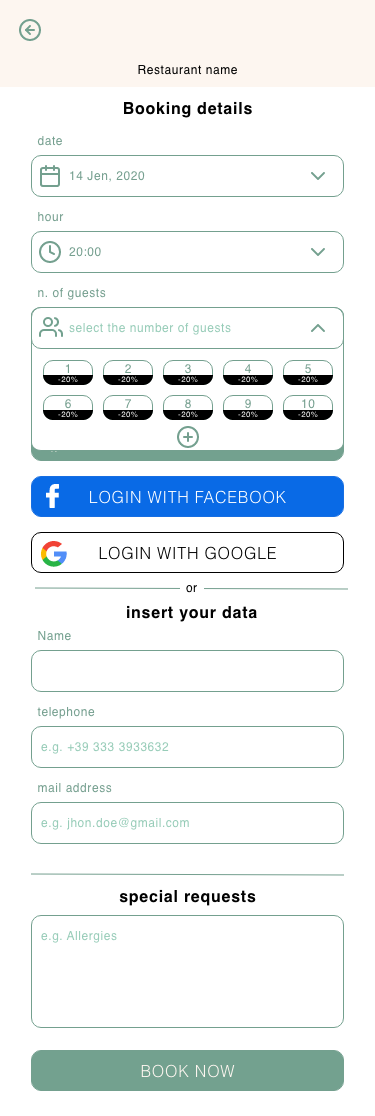 Restaurant name
Booking details
date
14 Jen, 2020
hour
20:00
n. of guests
select the number of guests
1 2 3 4 5
-20% -20% -20% -20% -20%
6 7 8 9 10
-20% -20% -20% -20% -20%
LOGIN WITH FACEBOOK
LOGIN WITH GOOGLE
or
insert your data
Name
telephone
e.g. +39 333 3933632
mail address
e.g. jhon.doe@gmail.com
special requests
e.g. Allergies
BOOK NOW